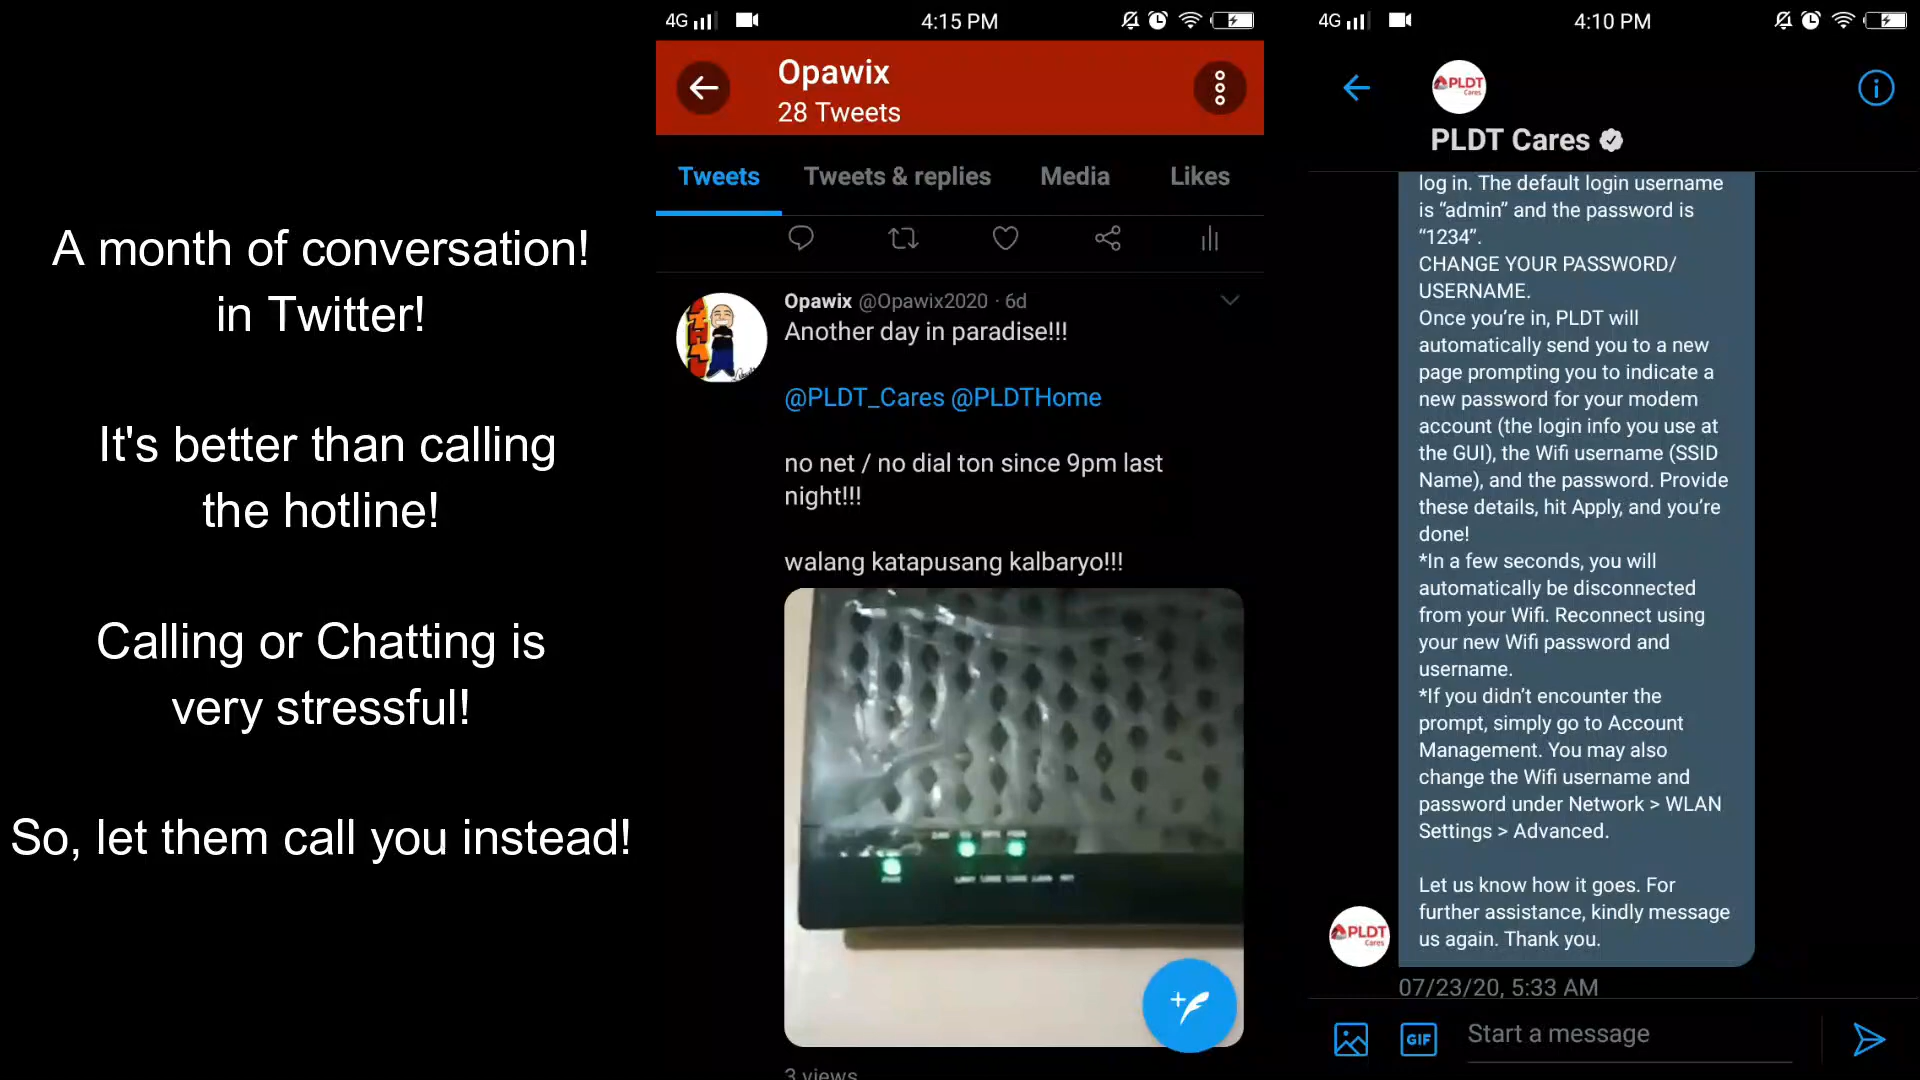 A month of conversation!
in Twitter!
It's better than calling
the hotline!
Calling or Chatting is
very stressful!
So, let them call you instead!
4G 4:15 PM
Opawix
28 Tweets
Tweets Tweets & replies Media Likes
Opawix @Opawix2020 · 6d
Another day in paradise!!!
@PLDT_Cares @PLDTHome
no net / no dial ton since 9pm last
night!!!
walang katapusang kalbaryo!!!
3 views
4G 4:10 PM
PLDT
Cares
PLDT Cares
log in. The default login username
is “admin” and the password is
“1234”.
CHANGE YOUR PASSWORD/
USERNAME.
Once you’re in, PLDT will
automatically send you to a new
page prompting you to indicate a
new password for your modem
account (the login info you use at
the GUI), the Wifi username (SSID
Name), and the password. Provide
these details, hit Apply, and you’re
done!
*In a few seconds, you will
automatically be disconnected
from your Wifi. Reconnect using
your new Wifi password and
username.
*If you didn’t encounter the
prompt, simply go to Account
Management. You may also
change the Wifi username and
password under Network > WLAN
Settings > Advanced.
Let us know how it goes. For
further assistance, kindly message
us again. Thank you.
PLDT
Cares
07/23/20, 5:33 AM
GIF Start a message